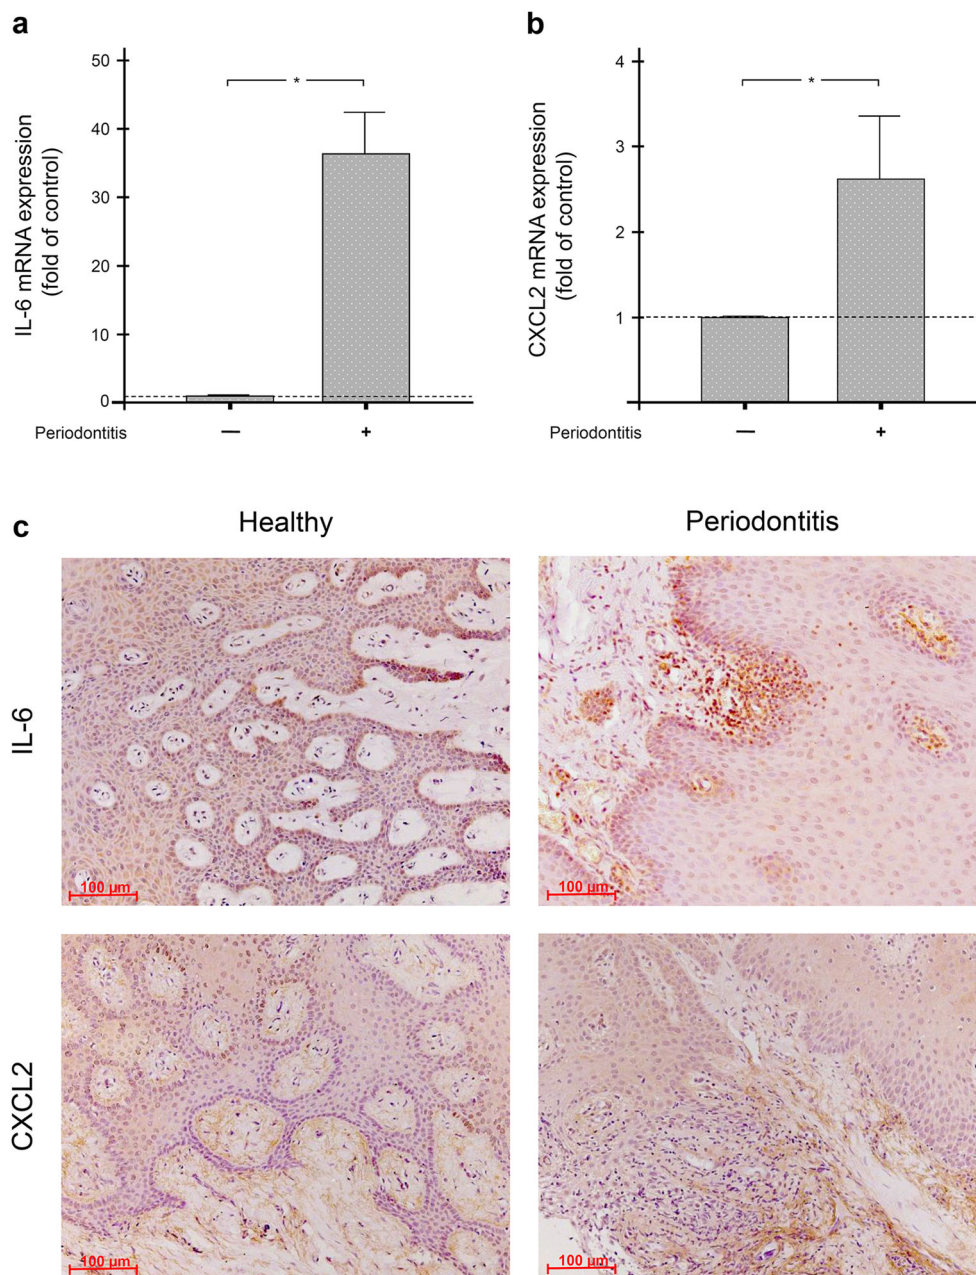 a
IL-6 mRNA expression
(fold of control)
50
40
30
20
10
0
*
Periodontitis — +
b
CXCL2 mRNA expression
(fold of control)
4
3
2
1
*
Periodontitis — +
c
Healthy Periodontitis
IL-6
100 µm
100 µm
CXCL2
100 µm
100 µm